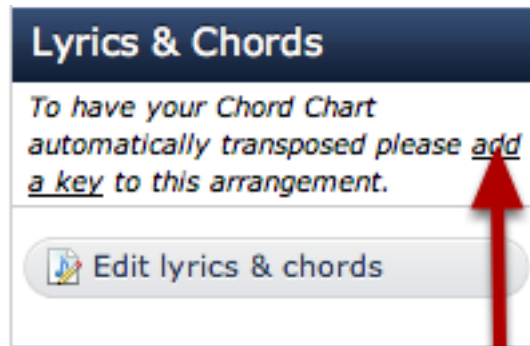 Lyrics & Chords
To have your Chord Chart
automatically transposed please add
a key to this arrangement.
Edit lyrics & chords